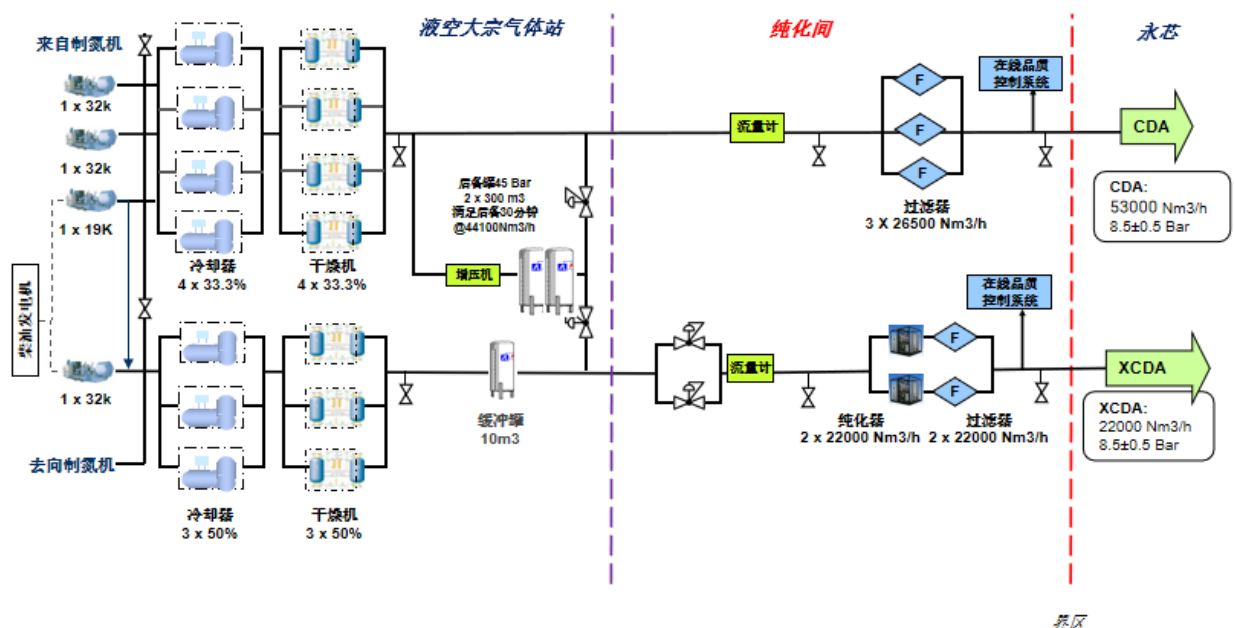 液空大宗气体站
纯化间
永芯
来自制氮机
1 x 32k
1 x 32k
1 x 19K
柴油发电机
1 x 32k
去向制氮机
冷却器
4 x 33.3%
干燥机
4 x 33.3%
后备罐45 Bar
2 x 300 m3
满足后备30分钟
@44100Nm3/h
增压机
流量计
F
F
F
过滤器
3 X 26500 Nm3/h
在线品质
控制系统
CDA
CDA:
53000 Nm3/h
8.5±0.5 Bar
冷却器
3 x 50%
干燥机
3 x 50%
缓冲罐
10m3
流量计
纯化器
2 x 22000 Nm3/h
F
F
过滤器
2 x 22000 Nm3/h
在线品质
控制系统
XCDA
XCDA:
22000 Nm3/h
8.5±0.5 Bar
界区